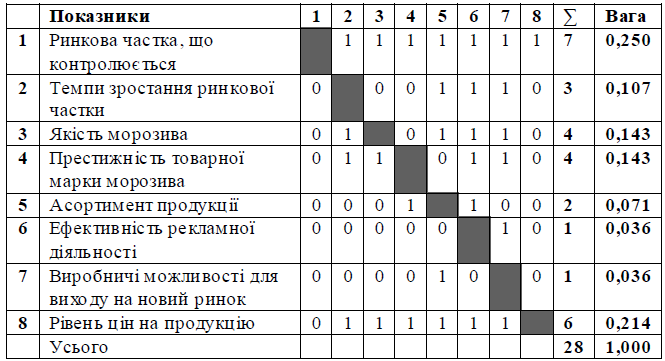 Показники 1 2 3 4 5 6 7 8 ∑ Вага
1 Ринкова частка, що 1 1 1 1 1 1 1 7 0,250
контролюється
2 Темпи зростання ринкової 0 0 0 1 1 1 0 3 0,107
частки
3 Якість морозива 0 1 0 1 1 1 0 4 0,143
4 Престижність товарної 0 1 1 0 1 1 0 4 0,143
марки морозива
5 Асортимент продукції 0 0 0 1 1 0 0 2 0,071
6 Ефективність рекламної 0 0 0 0 0 1 0 1 0,036
діяльності
7 Виробничі можливості для 0 0 0 0 1 0 0 1 0,036
виходу на новий ринок
8 Рівень цін на продукцію 0 1 1 1 1 1 1 6 0,214
Усього 28 1,000